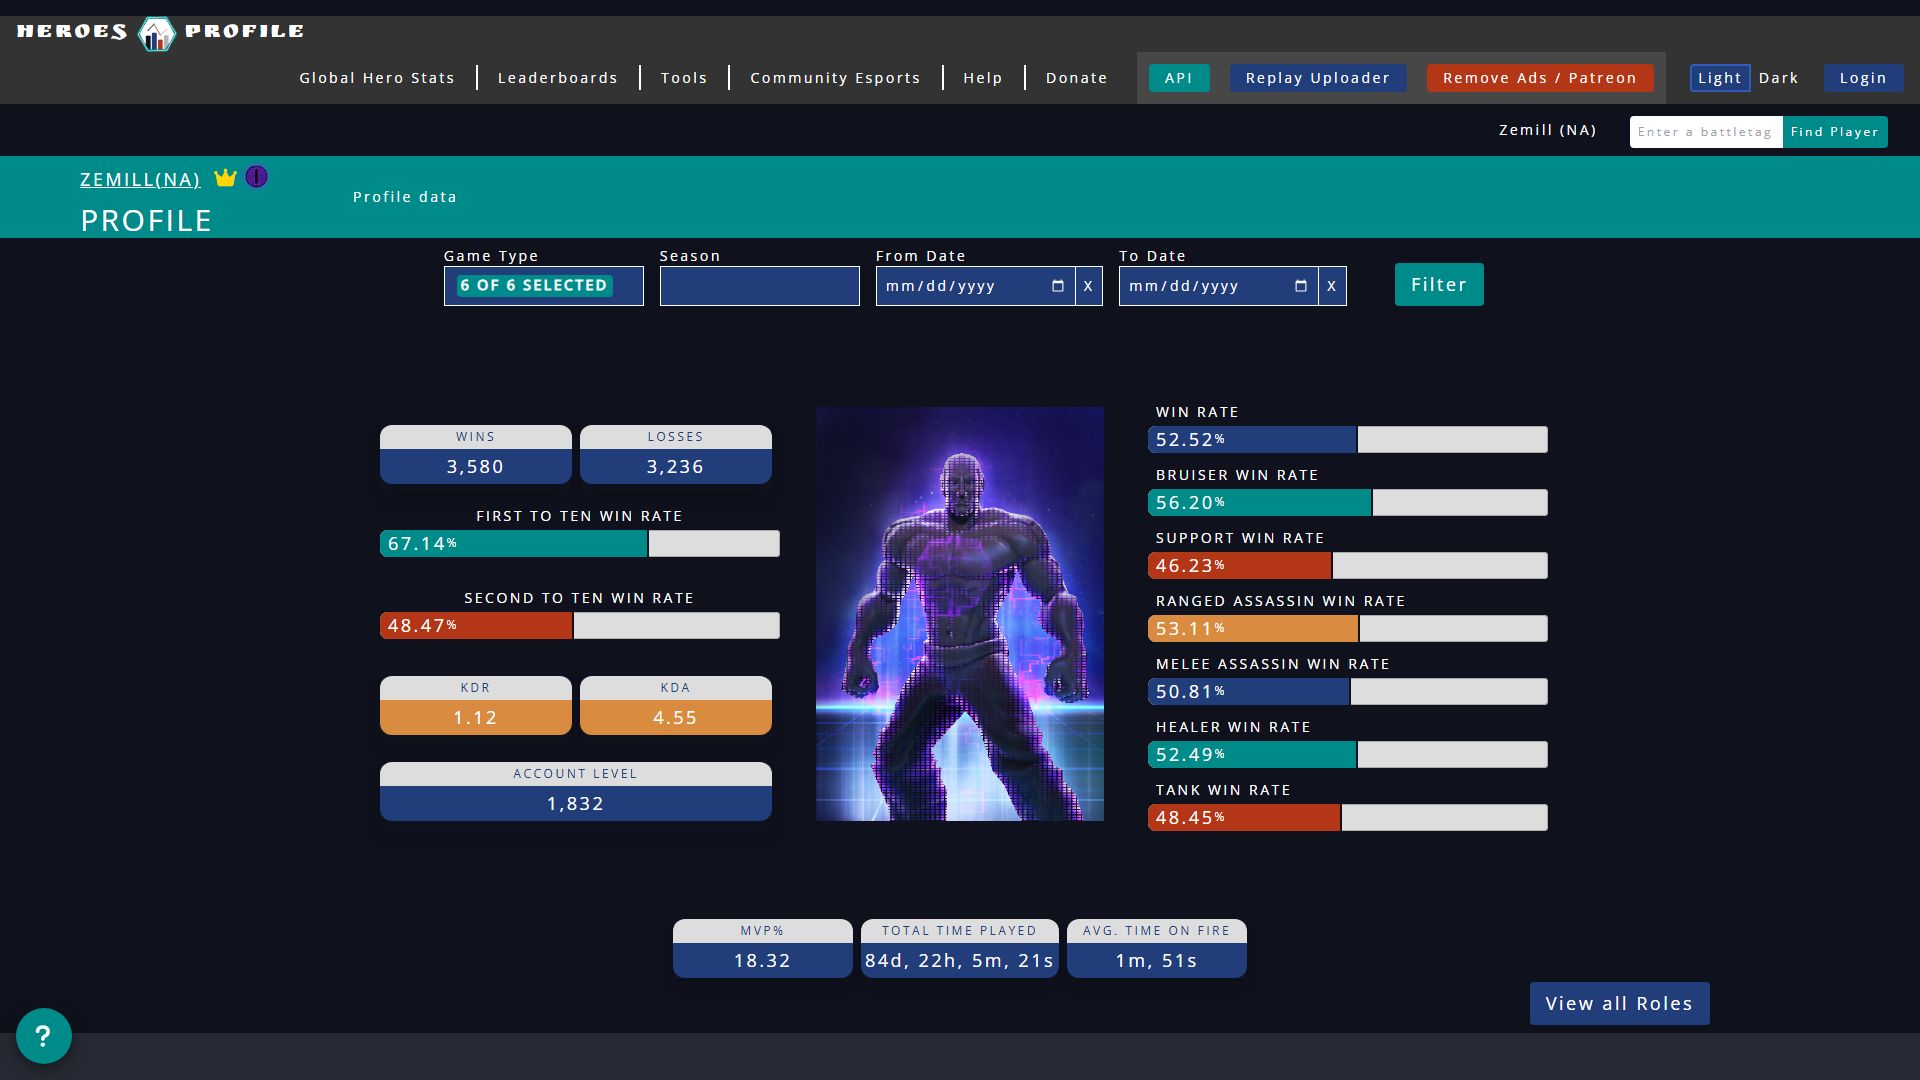 HEROES PROFILE
Global Hero Stats
Leaderboards
Tools
Community Esports
Help
Donate
API
Replay Uploader
Remove Ads / Patreon
Light
Dark
Login
Zemill (NA)
Enter a battletag
Find Player
ZEMILL(NA)
PROFILE
Profile data
Game Type
Season
From Date
To Date
6 OF 6 SELECTED
mm/dd/yyyy
X
mm/dd/yyyy
X
Filter
WINS
3,580
LOSSES
3,236
FIRST TO TEN WIN RATE
67.14%
SECOND TO TEN WIN RATE
48.47%
KDR
1.12
KDA
4.55
ACCOUNT LEVEL
1,832
WIN RATE
52.52%
BRUISER WIN RATE
56.20%
SUPPORT WIN RATE
46.23%
RANGED ASSASSIN WIN RATE
53.11%
MELEE ASSASSIN WIN RATE
50.81%
HEALER WIN RATE
52.49%
TANK WIN RATE
48.45%
MVP%
18.32
TOTAL TIME PLAYED
84d, 22h, 5m, 21s
AVG. TIME ON FIRE
1m, 51s
View all Roles
?